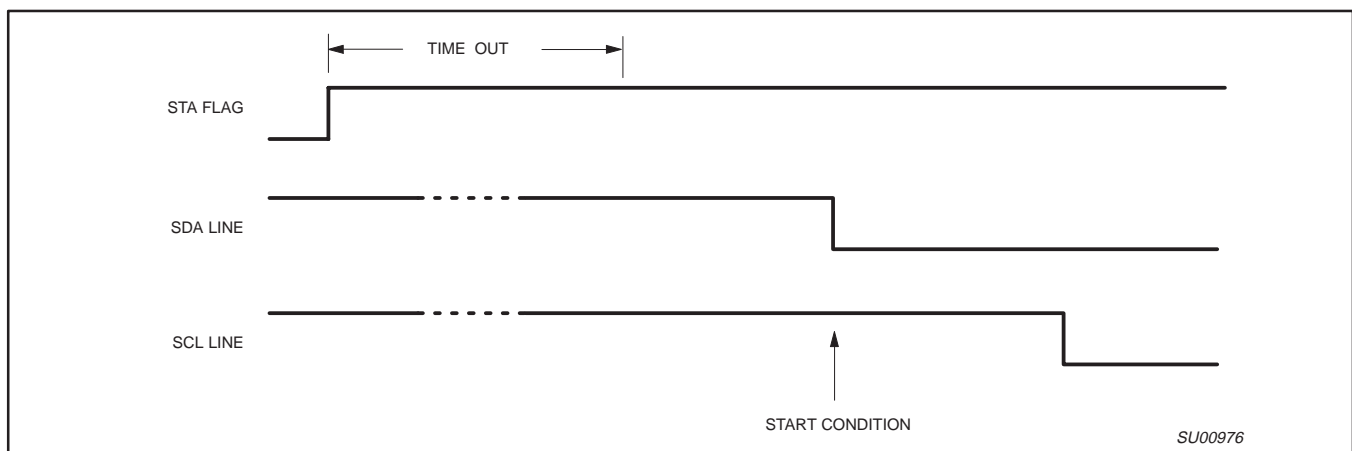 TIME OUT
STA FLAG
SDA LINE
SCL LINE
START CONDITION
SU00976